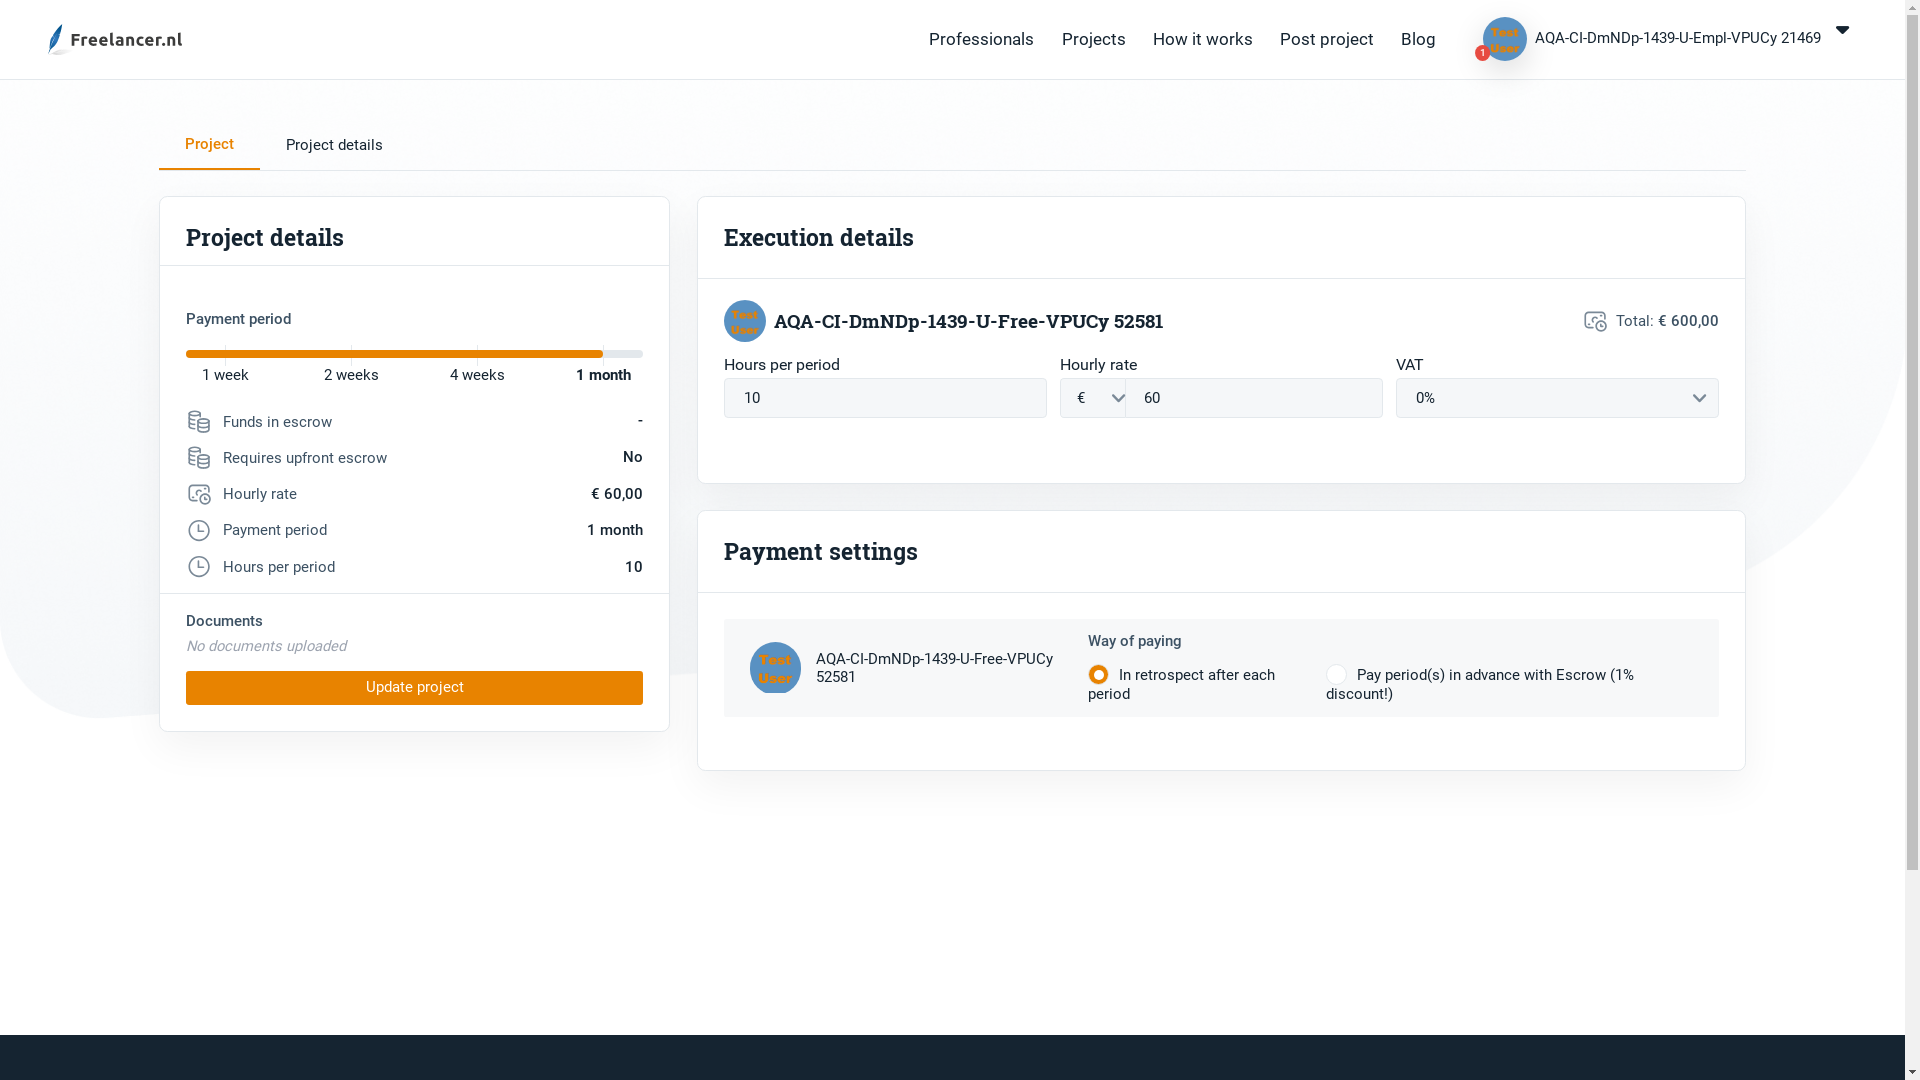 Freelancer.nl
Professionals
Projects
How it works
Post project
Blog
Test
User
1
AQA-CI-DmNDp-1439-U-Empl-VPUCy 21469
Project
Project details
Project details
Payment period
1 week
2 weeks
4 weeks
1 month
Funds in escrow
-
Requires upfront escrow
No
Hourly rate
€ 60,00
Payment period
1 month
Hours per period
10
Documents
No documents uploaded
Update project
Execution details
Test
User
AQA-CI-DmNDp-1439-U-Free-VPUCy 52581
Total: € 600,00
Hours per period
10
Hourly rate
€
60
VAT
0%
Payment settings
Test
User
AQA-CI-DmNDp-1439-U-Free-VPUCy
52581
Way of paying
In retrospect after each
period
Pay period(s) in advance with Escrow (1%
discount!)